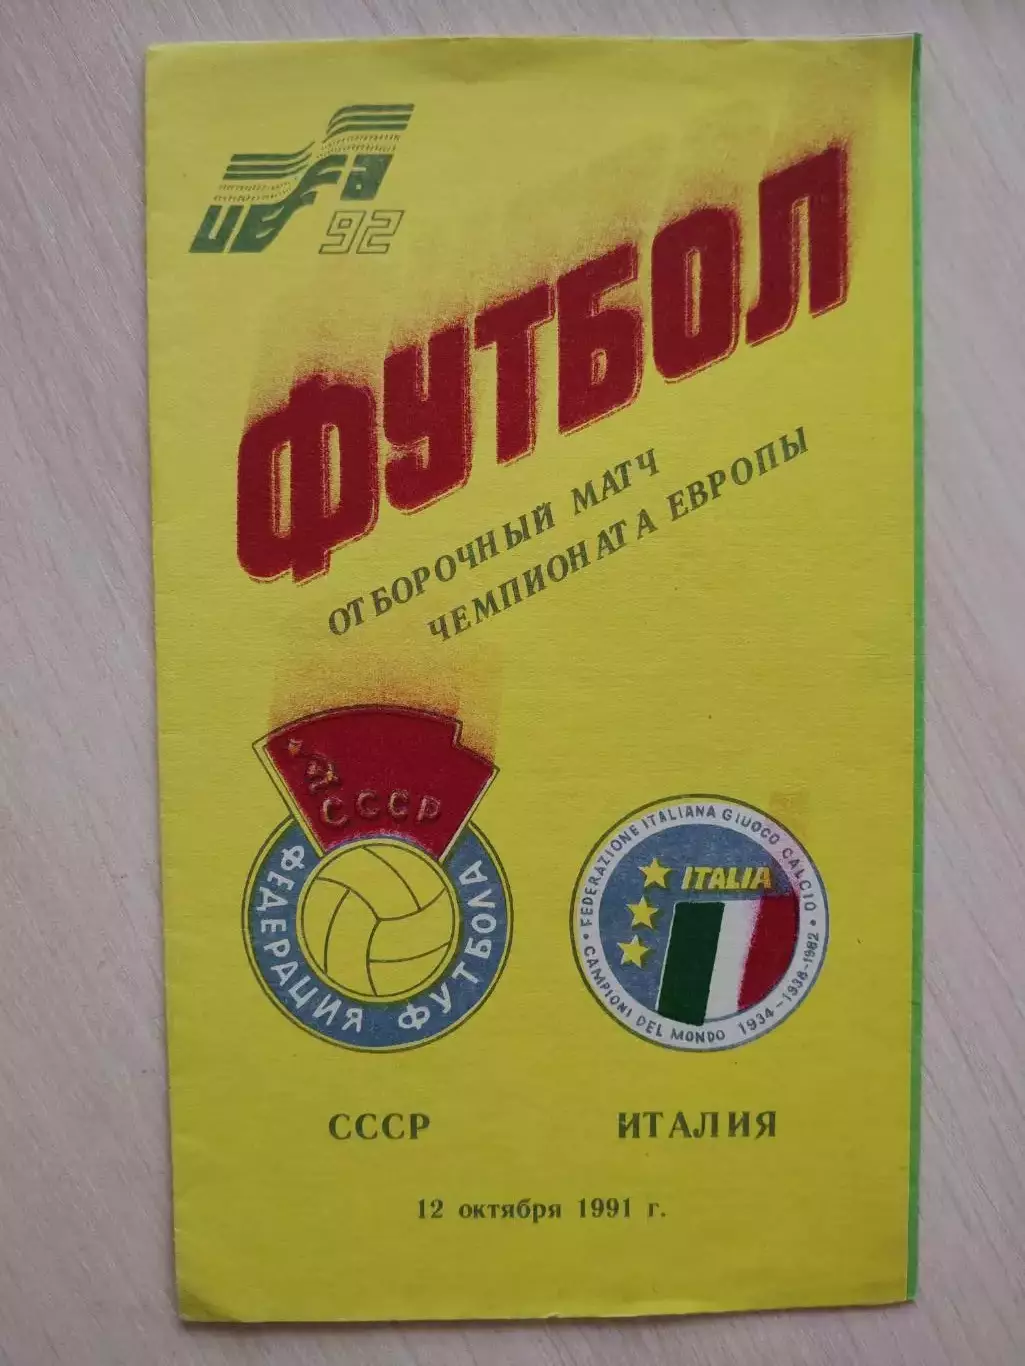 UEFA
92
ФУТБОЛ
ОТБОРОЧНЫЙ МАТЧ
ЧЕМПИОНАТА ЕВРОПЫ
СССР
ФЕДЕРАЦИЯ ФУТБОЛА
FEDERAZIONE ITALIANA GIUOCO CALCIO
ITALIA
CAMPIONI DEL MONDO 1934-1938-1982
СССР
ИТАЛИЯ
12 октября 1991 г.